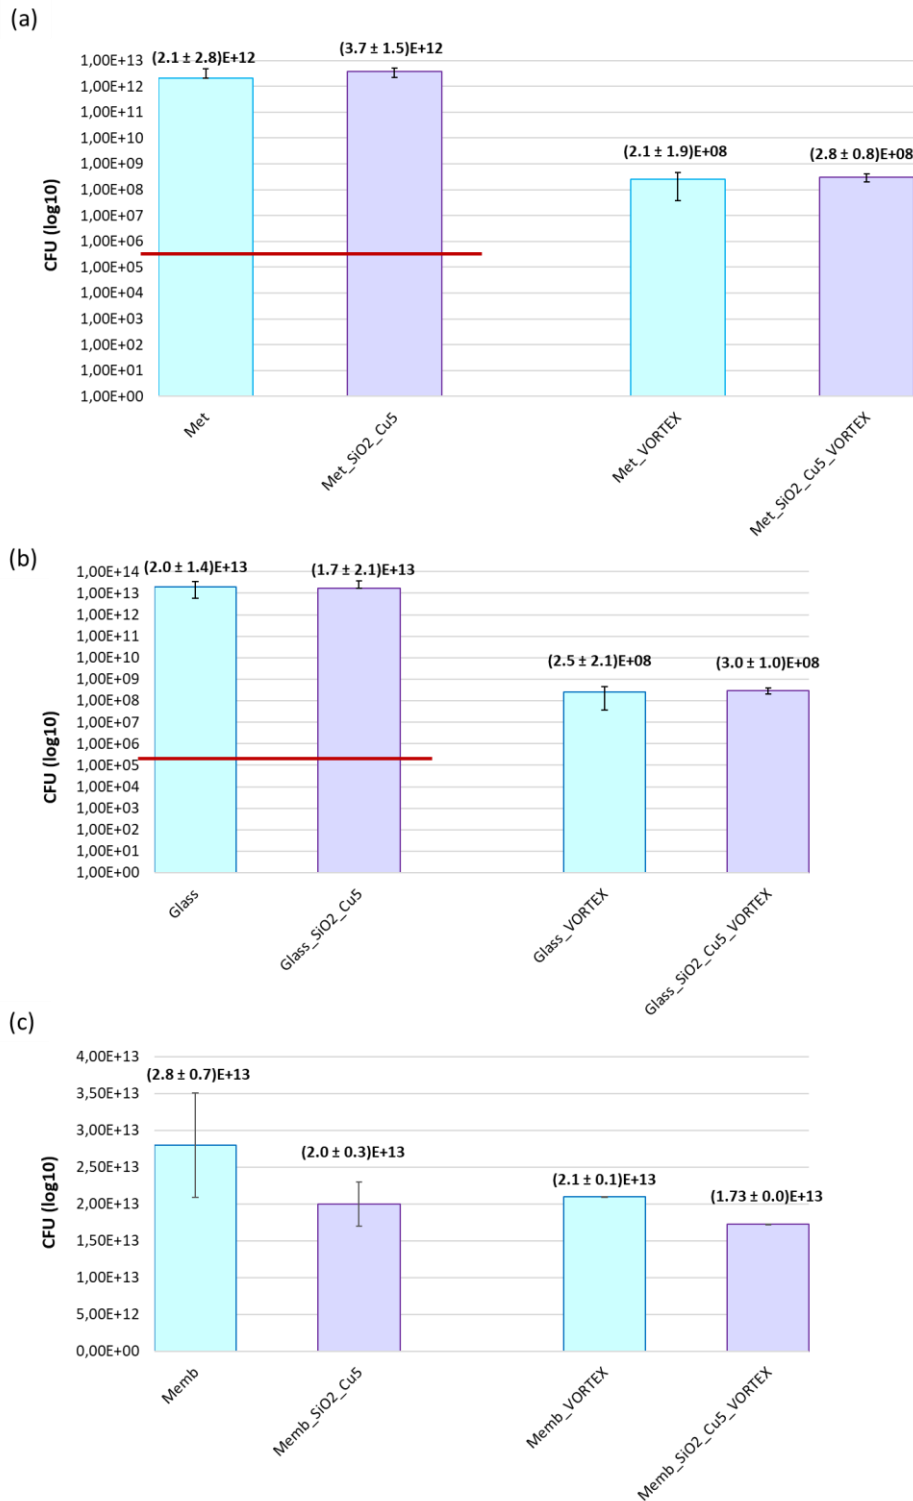 (a)
(2.1 ± 2.8)E+12
(3.7 ± 1.5)E+12
(2.1 ± 1.9)E+08
(2.8 ± 0.8)E+08
CFU (log10)
1,00E+13
1,00E+12
1,00E+11
1,00E+10
1,00E+09
1,00E+08
1,00E+07
1,00E+06
1,00E+05
1,00E+04
1,00E+03
1,00E+02
1,00E+01
1,00E+00
Met
Met_SiO2_Cu5
Met_VORTEX
Met_SiO2_Cu5_VORTEX
(b)
(2.0 ± 1.4)E+13
(1.7 ± 2.1)E+13
(2.5 ± 2.1)E+08
(3.0 ± 1.0)E+08
CFU (log10)
1,00E+14
1,00E+13
1,00E+12
1,00E+11
1,00E+10
1,00E+09
1,00E+08
1,00E+07
1,00E+06
1,00E+05
1,00E+04
1,00E+03
1,00E+02
1,00E+01
1,00E+00
Glass
Glass_SiO2_Cu5
Glass_VORTEX
Glass_SiO2_Cu5_VORTEX
(c)
(2.8 ± 0.7)E+13
(2.0 ± 0.3)E+13
(2.1 ± 0.1)E+13
(1.73 ± 0.0)E+13
CFU (log10)
4,00E+13
3,50E+13
3,00E+13
2,50E+13
2,00E+13
1,50E+13
1,00E+13
5,00E+12
0,00E+00
Memb
Memb_SiO2_Cu5
Memb_VORTEX
Memb_SiO2_Cu5_VORTEX